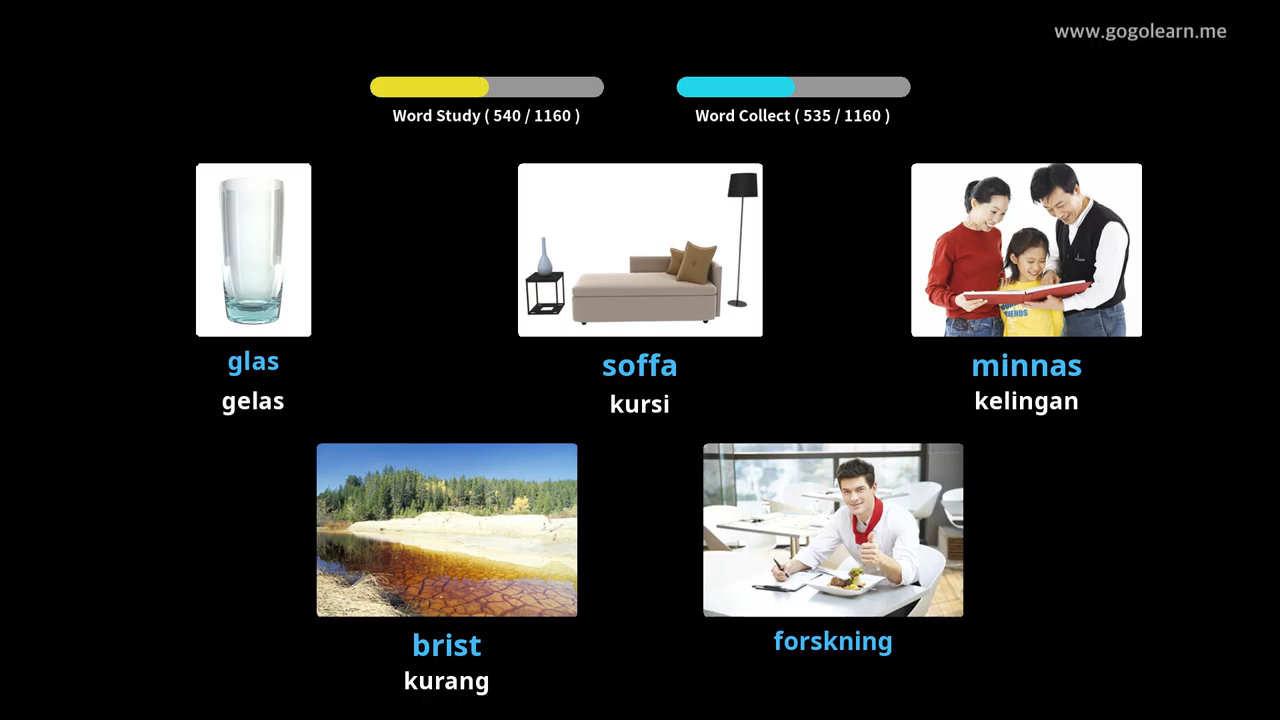 www.gogolearn.me
Word Study ( 540 / 1160 )
Word Collect ( 535 / 1160 )
glas
gelas
soffa
kursi
minnas
kelingan
brist
kurang
forskning